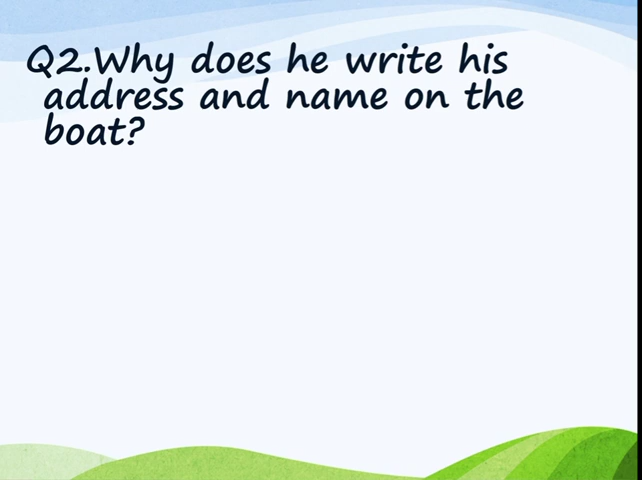 Q2.Why does he write his
address and name on the
boat?